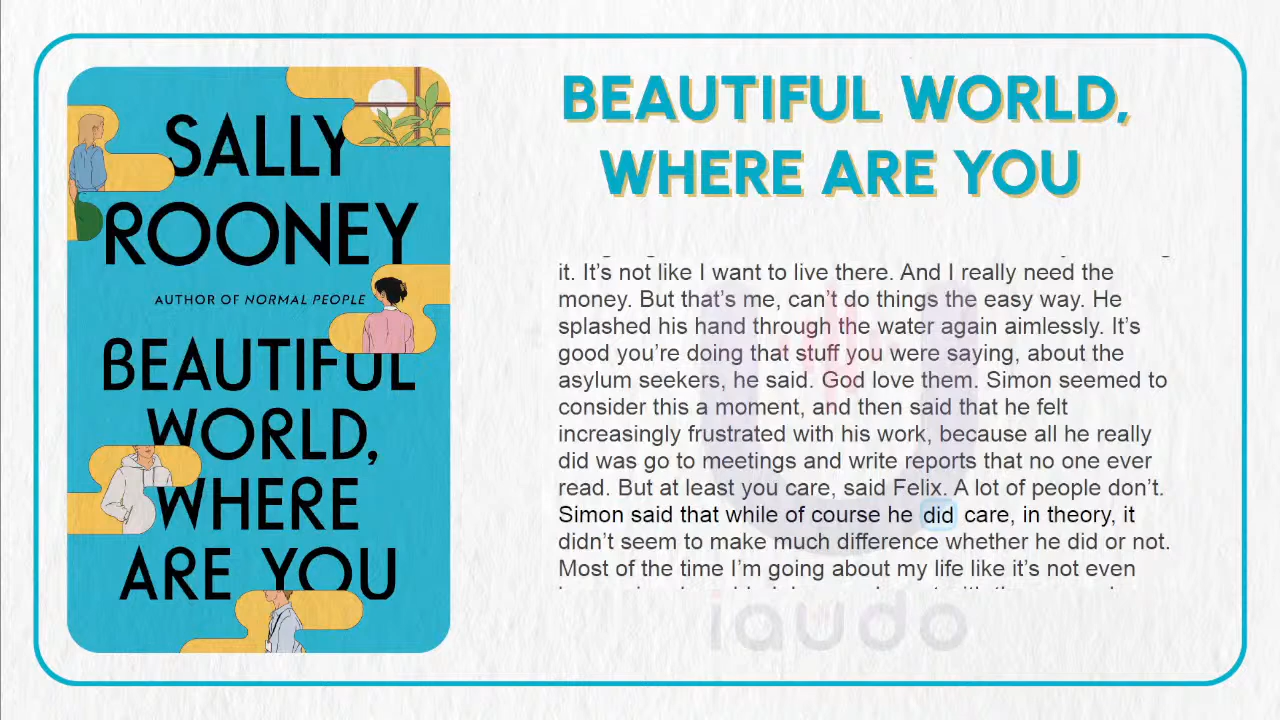 SALLY
ROONEY
AUTHOR OF NORMAL PEOPLE
BEAUTIFUL
WORLD,
WHERE
ARE YOU
BEAUTIFUL WORLD,
WHERE ARE YOU
it. It’s not like I want to live there. And I really need the
money. But that’s me, can’t do things the easy way. He
splashed his hand through the water again aimlessly. It’s
good you’re doing that stuff you were saying, about the
asylum seekers, he said. God love them. Simon seemed to
consider this a moment, and then said that he felt
increasingly frustrated with his work, because all he really
did was go to meetings and write reports that no one ever
read. But at least you care, said Felix. A lot of people don’t.
Simon said that while of course he did care, in theory, it
didn’t seem to make much difference whether he did or not.
Most of the time I’m going about my life like it’s not even
iaudo